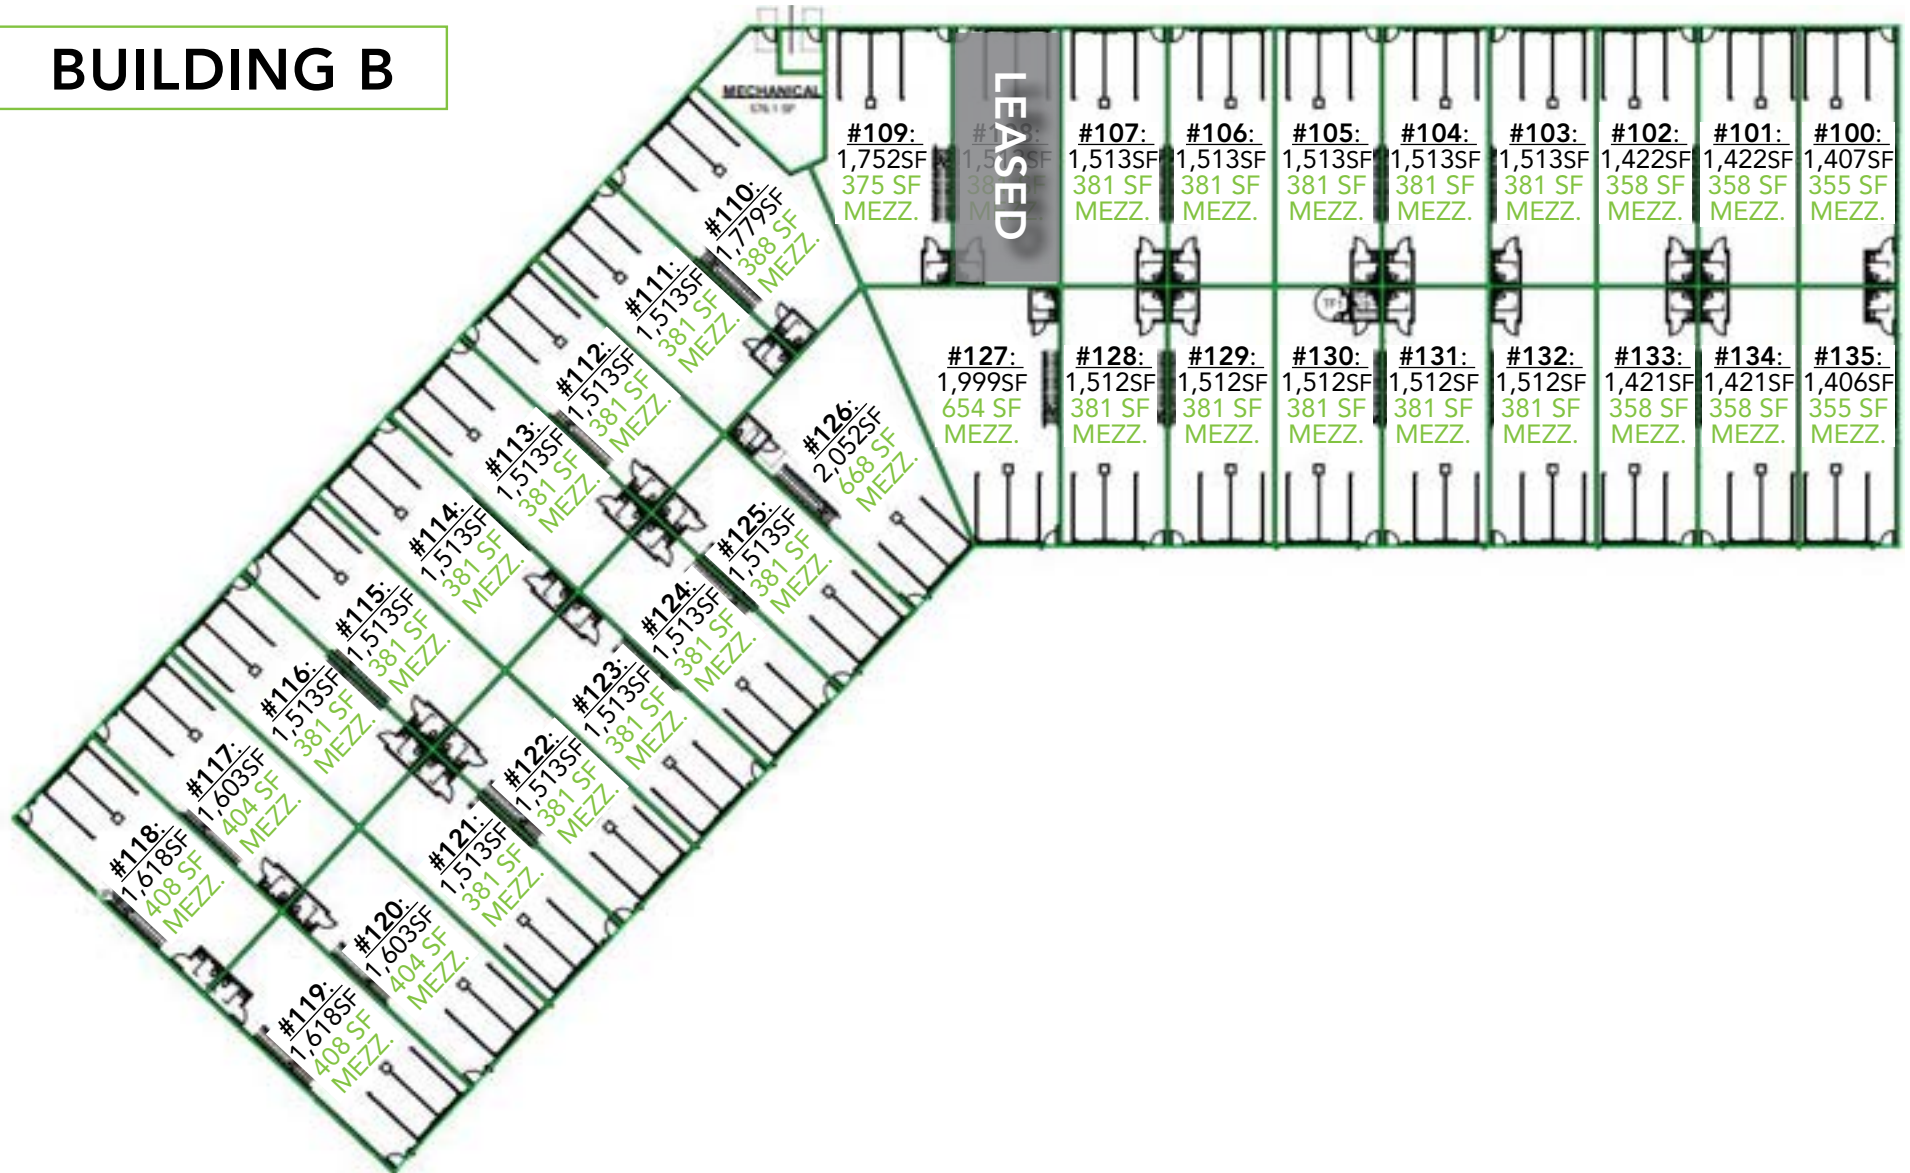 BUILDING B
MECHANICAL
#109:
1,752SF
375 SF
MEZZ.
LEASED
#107:
1,513SF
381 SF
MEZZ.
#106:
1,513SF
381 SF
MEZZ.
#105:
1,513SF
381 SF
MEZZ.
#104:
1,513SF
381 SF
MEZZ.
#103:
1,513SF
381 SF
MEZZ.
#102:
1,422SF
358 SF
MEZZ.
#101:
1,422SF
358 SF
MEZZ.
#100:
1,407SF
355 SF
MEZZ.
#110:
1,779SF
388 SF
MEZZ.
#111:
1,513SF
381 SF
MEZZ.
#112:
1,513SF
381 SF
MEZZ.
#113:
1,513SF
381 SF
MEZZ.
#114:
1,513SF
381 SF
MEZZ.
#115:
1,513SF
381 SF
MEZZ.
#116:
1,513SF
381 SF
MEZZ.
#117:
1,603SF
404 SF
MEZZ.
#118:
1,618SF
408 SF
MEZZ.
#119:
1,618SF
408 SF
MEZZ.
#120:
1,603SF
404 SF
MEZZ.
#121:
1,513SF
381 SF
MEZZ.
#122:
1,513SF
381 SF
MEZZ.
#123:
1,513SF
381 SF
MEZZ.
#124:
1,513SF
381 SF
MEZZ.
#125:
1,513SF
381 SF
MEZZ.
#126:
2,052SF
668 SF
MEZZ.
#127:
1,999SF
654 SF
MEZZ.
#128:
1,512SF
381 SF
MEZZ.
#129:
1,512SF
381 SF
MEZZ.
#130:
1,512SF
381 SF
MEZZ.
#131:
1,512SF
381 SF
MEZZ.
#132:
1,512SF
381 SF
MEZZ.
#133:
1,421SF
358 SF
MEZZ.
#134:
1,421SF
358 SF
MEZZ.
#135:
1,406SF
355 SF
MEZZ.